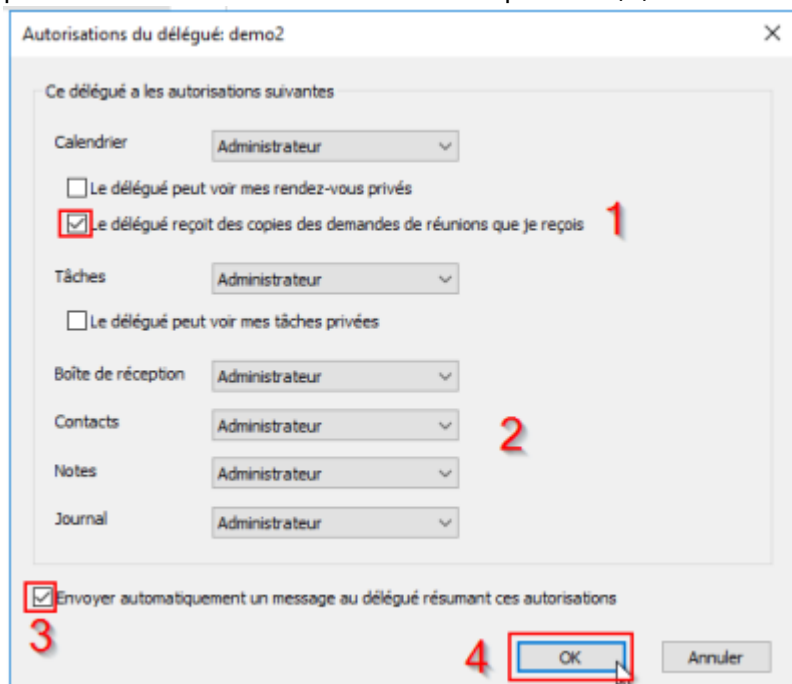 Autorisations du délégué: demo2
Ce délégué a les autorisations suivantes
Calendrier Administrateur
Le délégué peut voir mes rendez-vous privés
Le délégué reçoit des copies des demandes de réunions que je reçois 1
Tâches Administrateur
Le délégué peut voir mes tâches privées
Boîte de réception Administrateur
Contacts Administrateur 2
Notes Administrateur
Journal Administrateur
Envoyer automatiquement un message au délégué résumant ces autorisations
3
4 OK Annuler